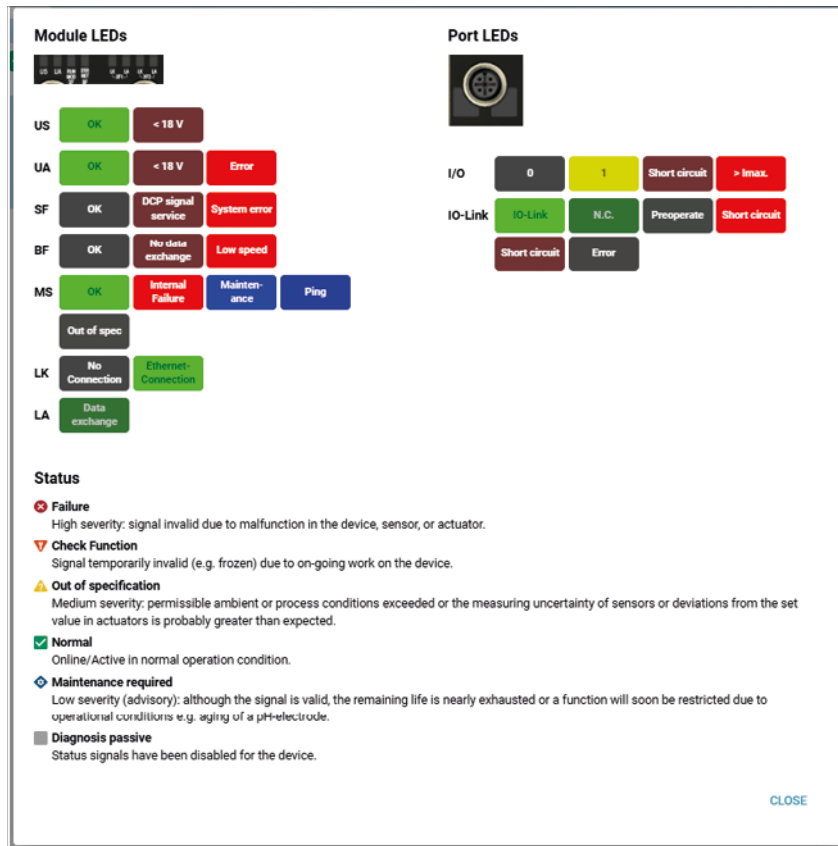 Module LEDs
Port LEDs
US
OK
< 18 V
UA
OK
< 18 V
Error
SF
OK
DCP signal
service
System error
BF
OK
No data
exchange
Low speed
MS
OK
Internal
Failure
Mainten-
ance
Ping
Out of spec
LK
No
Connection
Ethernet-
Connection
LA
Data
exchange
I/O
0
1
Short circuit
> Imax.
IO-Link
IO-Link
N.C.
Preoperate
Short circuit
Short circuit
Error
Status
Failure
High severity: signal invalid due to malfunction in the device, sensor, or actuator.
Check Function
Signal temporarily invalid (e.g. frozen) due to on-going work on the device.
Out of specification
Medium severity: permissible ambient or process conditions exceeded or the measuring uncertainty of sensors or deviations from the set
value in actuators is probably greater than expected.
Normal
Online/Active in normal operation condition.
Maintenance required
Low severity (advisory): although the signal is valid, the remaining life is nearly exhausted or a function will soon be restricted due to
operational conditions e.g. aging of a pH-electrode.
Diagnosis passive
Status signals have been disabled for the device.
CLOSE